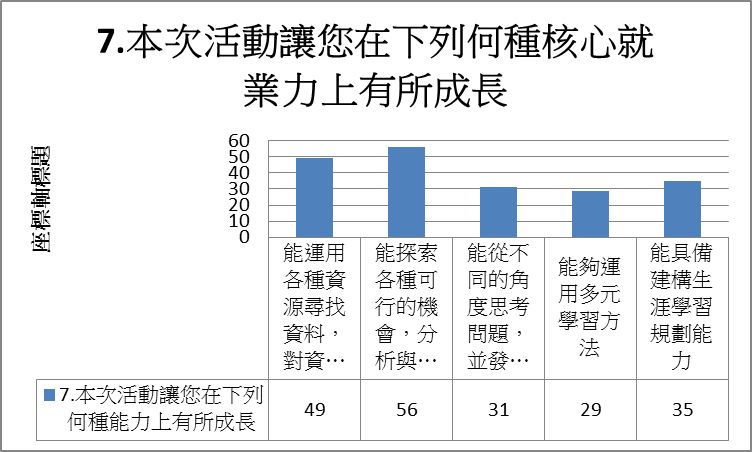 7.本次活動讓您在下列何種核心就
業力上有所成長
座標軸標題
60
50
40
30
20
10
0
能運用
各種資
源尋找
資料，
對資…
能探索
各種可
行的機
會，分
析與…
能從不
同的角
度思考
問題，
並發…
能夠運
用多元
學習方
法
能具備
建構生
涯學習
規劃能
力
7.本次活動讓您在下列
何種能力上有所成長
49
56
31
29
35